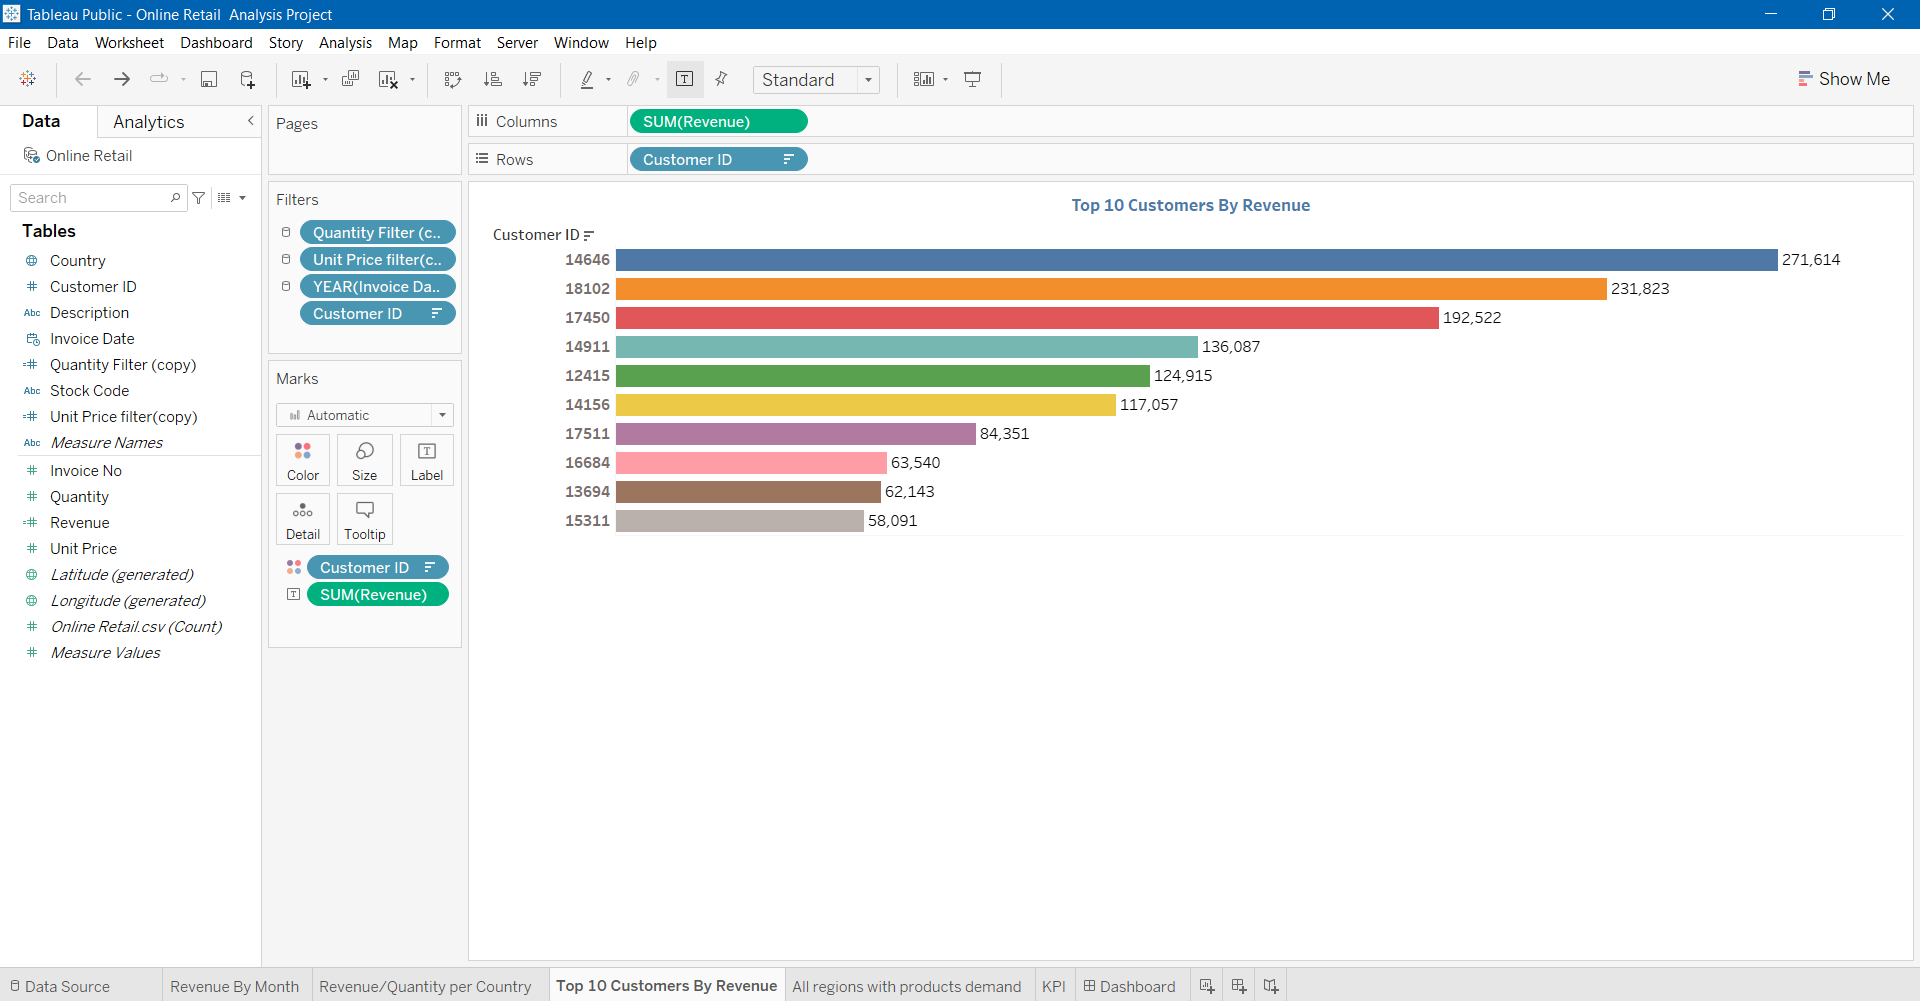 Tableau Public - Online Retail  Analysis Project
File Data Worksheet Dashboard Story Analysis Map Format Server Window Help
Standard
Show Me
Data Analytics
Online Retail
Search
Tables
Country
Customer ID
Abc Description
Invoice Date
Quantity Filter (copy)
Abc Stock Code
Unit Price filter(copy)
Abc Measure Names
Invoice No
Quantity
Revenue
Unit Price
Latitude (generated)
Longitude (generated)
Online Retail.csv (Count)
Measure Values
Pages
Filters
Quantity Filter (c..
Unit Price filter(c..
YEAR(Invoice Da..
Customer ID
Marks
Automatic
Color Size Label
Detail Tooltip
Customer ID
SUM(Revenue)
Columns SUM(Revenue)
Rows Customer ID
Top 10 Customers By Revenue
Customer ID
14646 271,614
18102 231,823
17450 192,522
14911 136,087
12415 124,915
14156 117,057
17511 84,351
16684 63,540
13694 62,143
15311 58,091
Data Source Revenue By Month Revenue/Quantity per Country Top 10 Customers By Revenue All regions with products demand KPI Dashboard